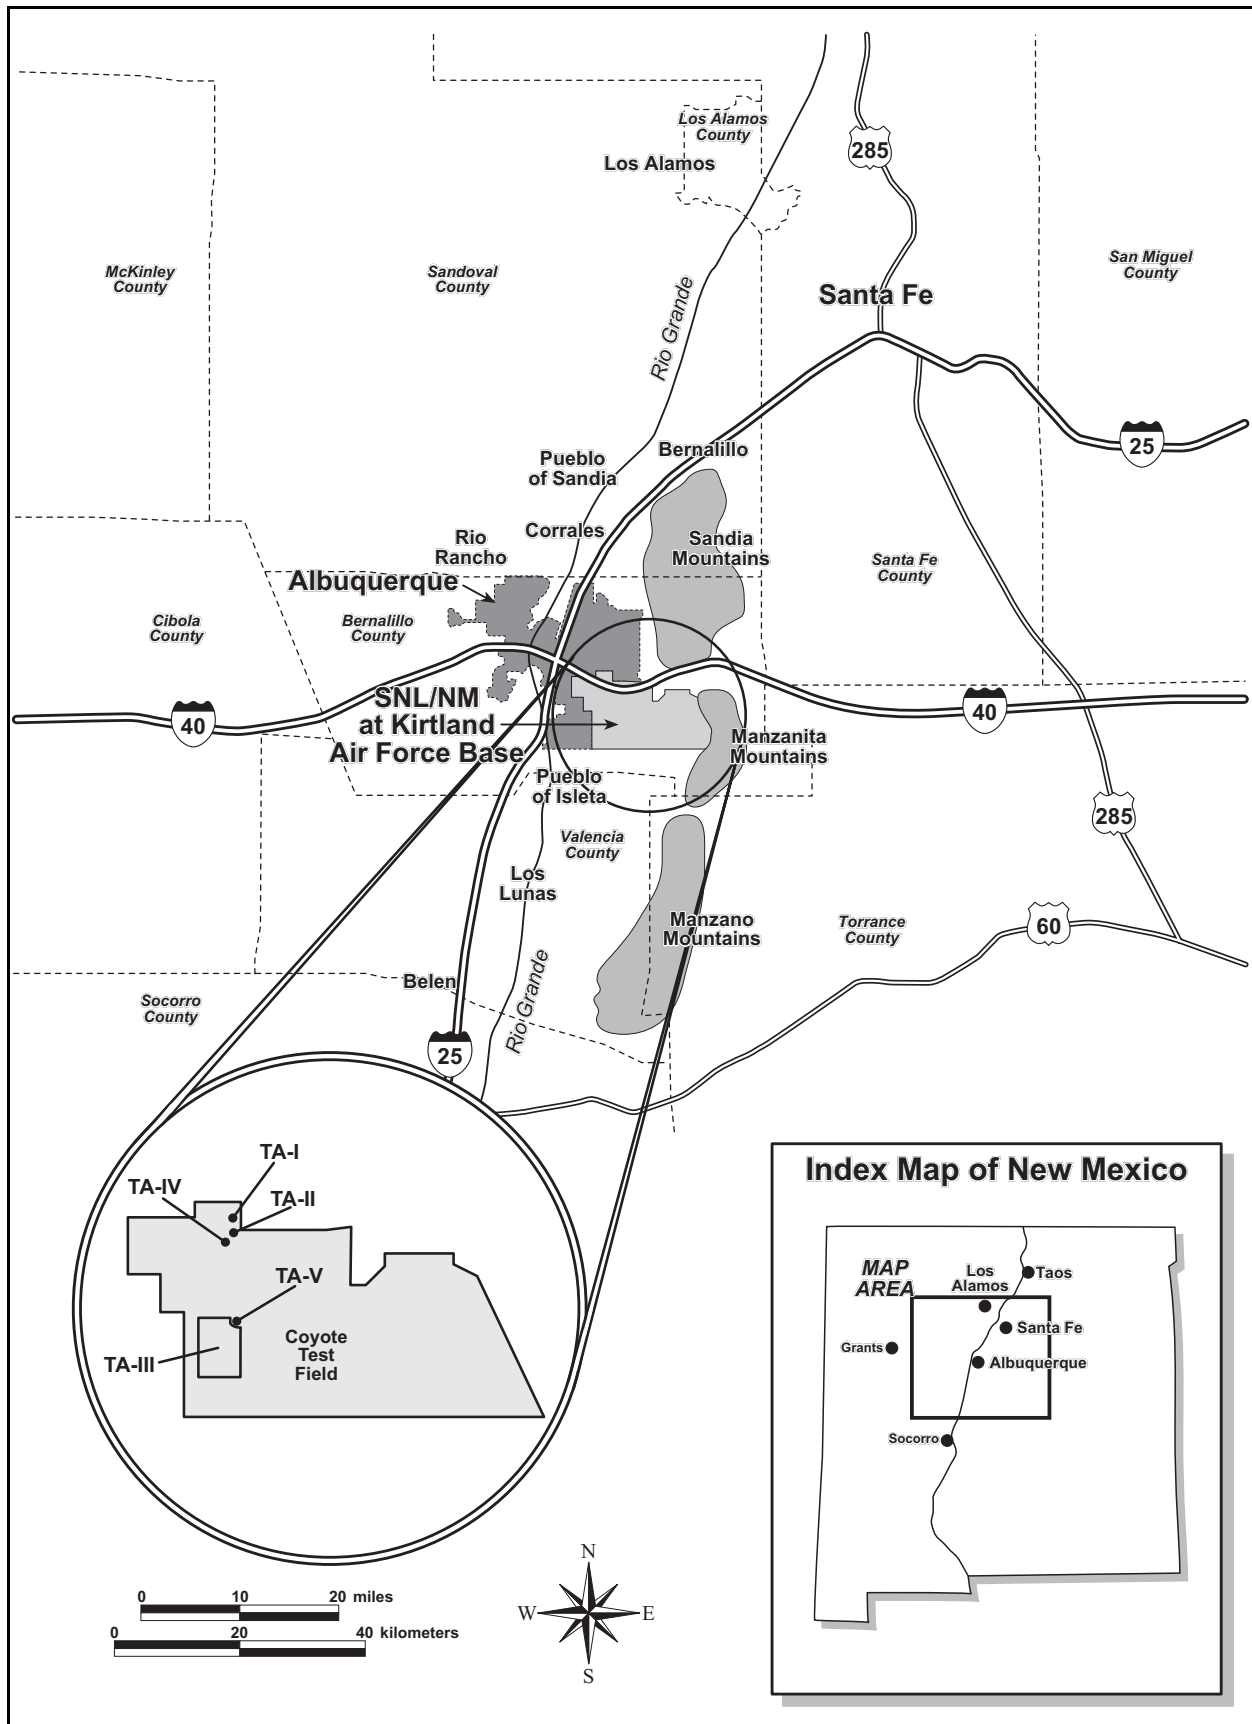 Los Alamos
County
Los Alamos
285
McKinley
County
Sandoval
County
San Miguel
County
Santa Fe
Rio Grande
25
Bernalillo
Pueblo
of Sandia
Corrales
Rio
Rancho
Sandia
Mountains
Santa Fe
County
Albuquerque
Cibola
County
Bernalillo
County
SNL/NM
at Kirtland
Air Force Base
40
40
Manzanita
Mountains
Pueblo
of Isleta
285
Valencia
County
Los
Lunas
Manzano
Mountains
Torrance
County
60
Belen
Rio Grande
Socorro
County
25
TA-I
TA-IV
TA-II
TA-V
Coyote
Test
Field
TA-III
Index Map of New Mexico
MAP
AREA
Los
Alamos
Taos
Santa Fe
Grants
Albuquerque
Socorro
N
W E
S
0 10 20 miles
0 20 40 kilometers